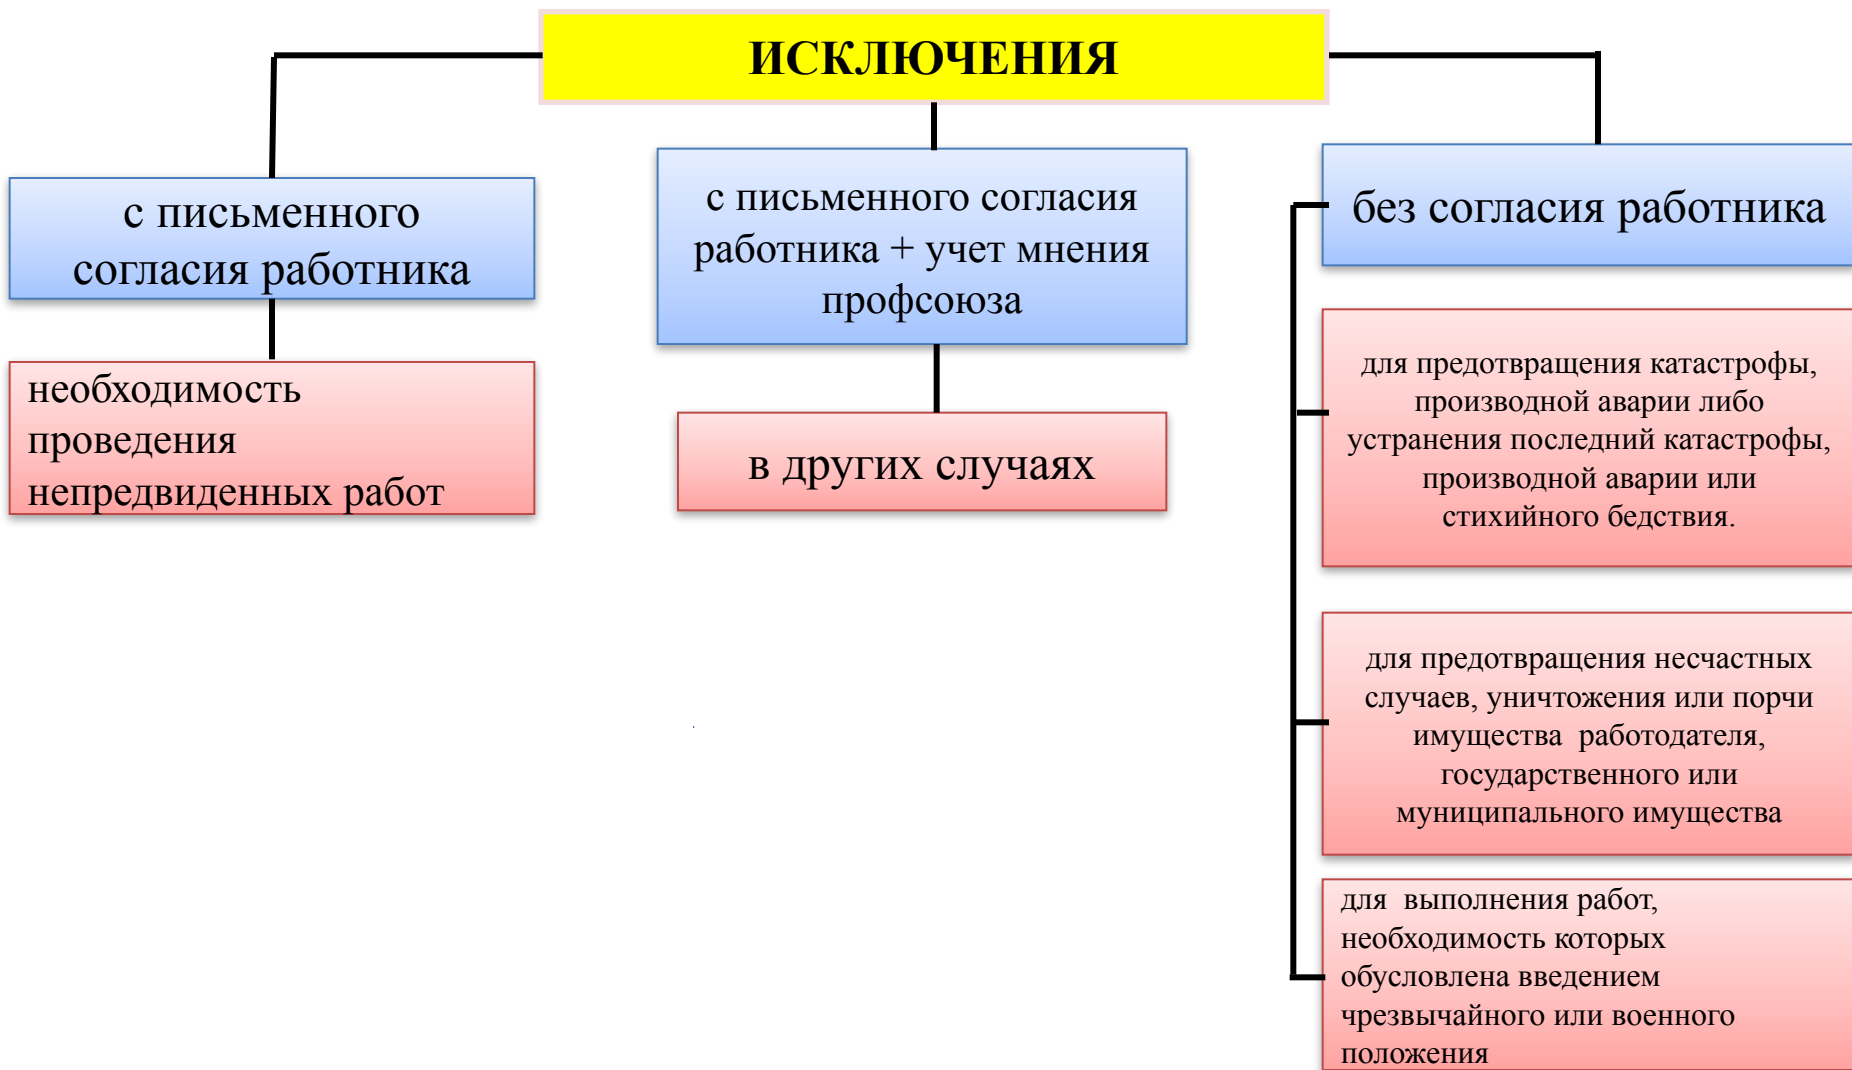 ИСКЛЮЧЕНИЯ
с письменного
согласия работника
необходимость
проведения
непредвиденных работ
с письменного согласия
работника + учет мнения
профсоюза
в других случаях
без согласия работника
для предотвращения катастрофы,
производной аварии либо
устранения последний катастрофы,
производной аварии или
стихийного бедствия.
для предотвращения несчастных
случаев, уничтожения или порчи
имущества работодателя,
государственного или
муниципального имущества
для выполнения работ,
необходимость которых
обусловлена введением
чрезвычайного или военного
положения